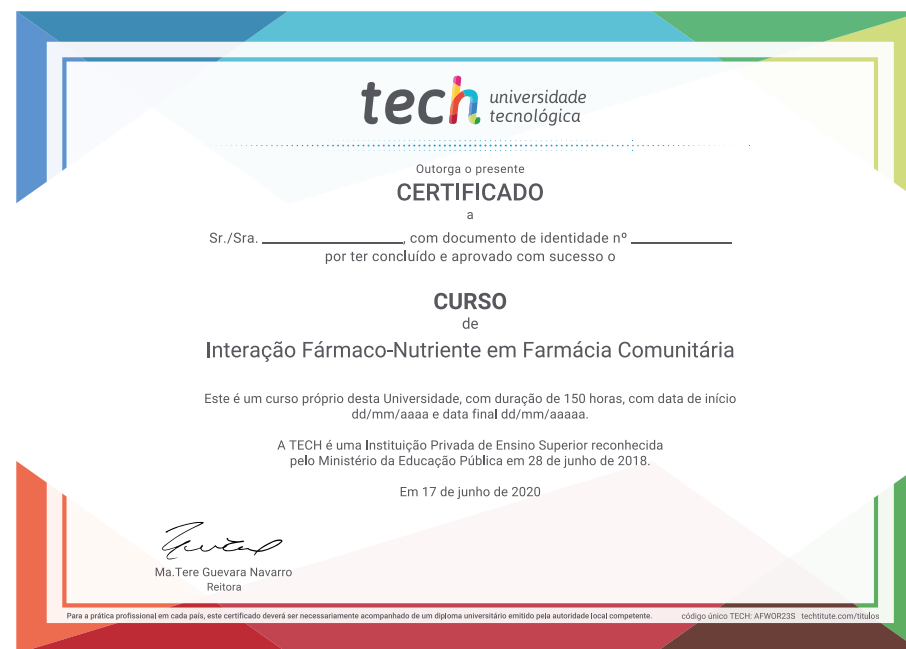 tech universidade
tecnológica
Outorga o presente
CERTIFICADO
a
Sr./Sra. ____________________, com documento de identidade nº ______________
por ter concluído e aprovado com sucesso o
CURSO
de
Interação Fármaco-Nutriente em Farmácia Comunitária
Este é um curso próprio desta Universidade, com duração de 150 horas, com data de início
dd/mm/aaaa e data final dd/mm/aaaaa.
A TECH é uma Instituição Privada de Ensino Superior reconhecida
pelo Ministério da Educação Pública em 28 de junho de 2018.
Em 17 de junho de 2020
Ma.Tere Guevara Navarro
Reitora
Para a prática profissional em cada país, este certificado deverá ser necessariamente acompanhado de um diploma universitário emitido pela autoridade local competente. código único TECH: AFWOR23S techtitute.com/titulos